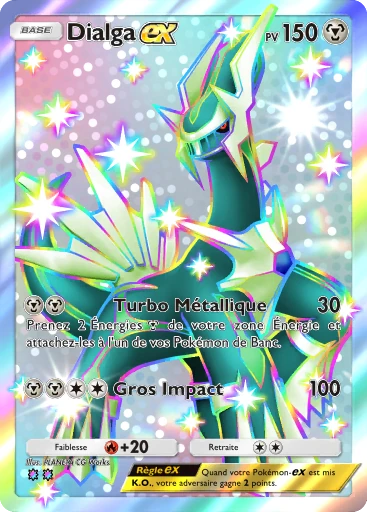 BASE Dialga ex PV 150
Turbo Métallique 30
Prenez 2 Énergies de votre zone Énergie et
attachez-les à l'un de vos Pokémon de Banc.
Gros Impact 100
Faiblesse +20 Retraite
Illus. PLANETA CG Works
Règle ex Quand votre Pokémon-ex est mis
K.O., votre adversaire gagne 2 points.